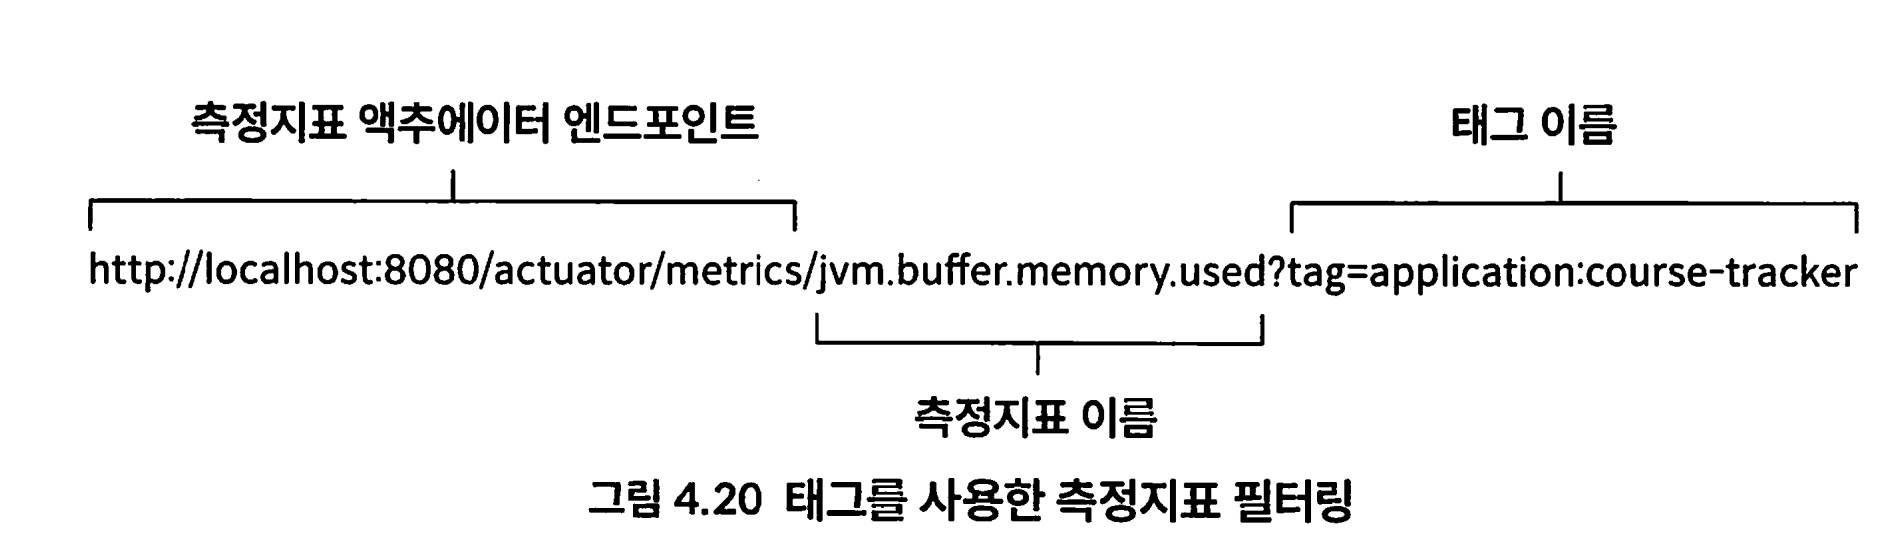 측정지표 액추에이터 엔드포인트
태그 이름
http://localhost:8080/actuator/metrics/jvm.buffer.memory.used?tag=application:course-tracker
측정지표 이름
그림 4.20 태그를 사용한 측정지표 필터링